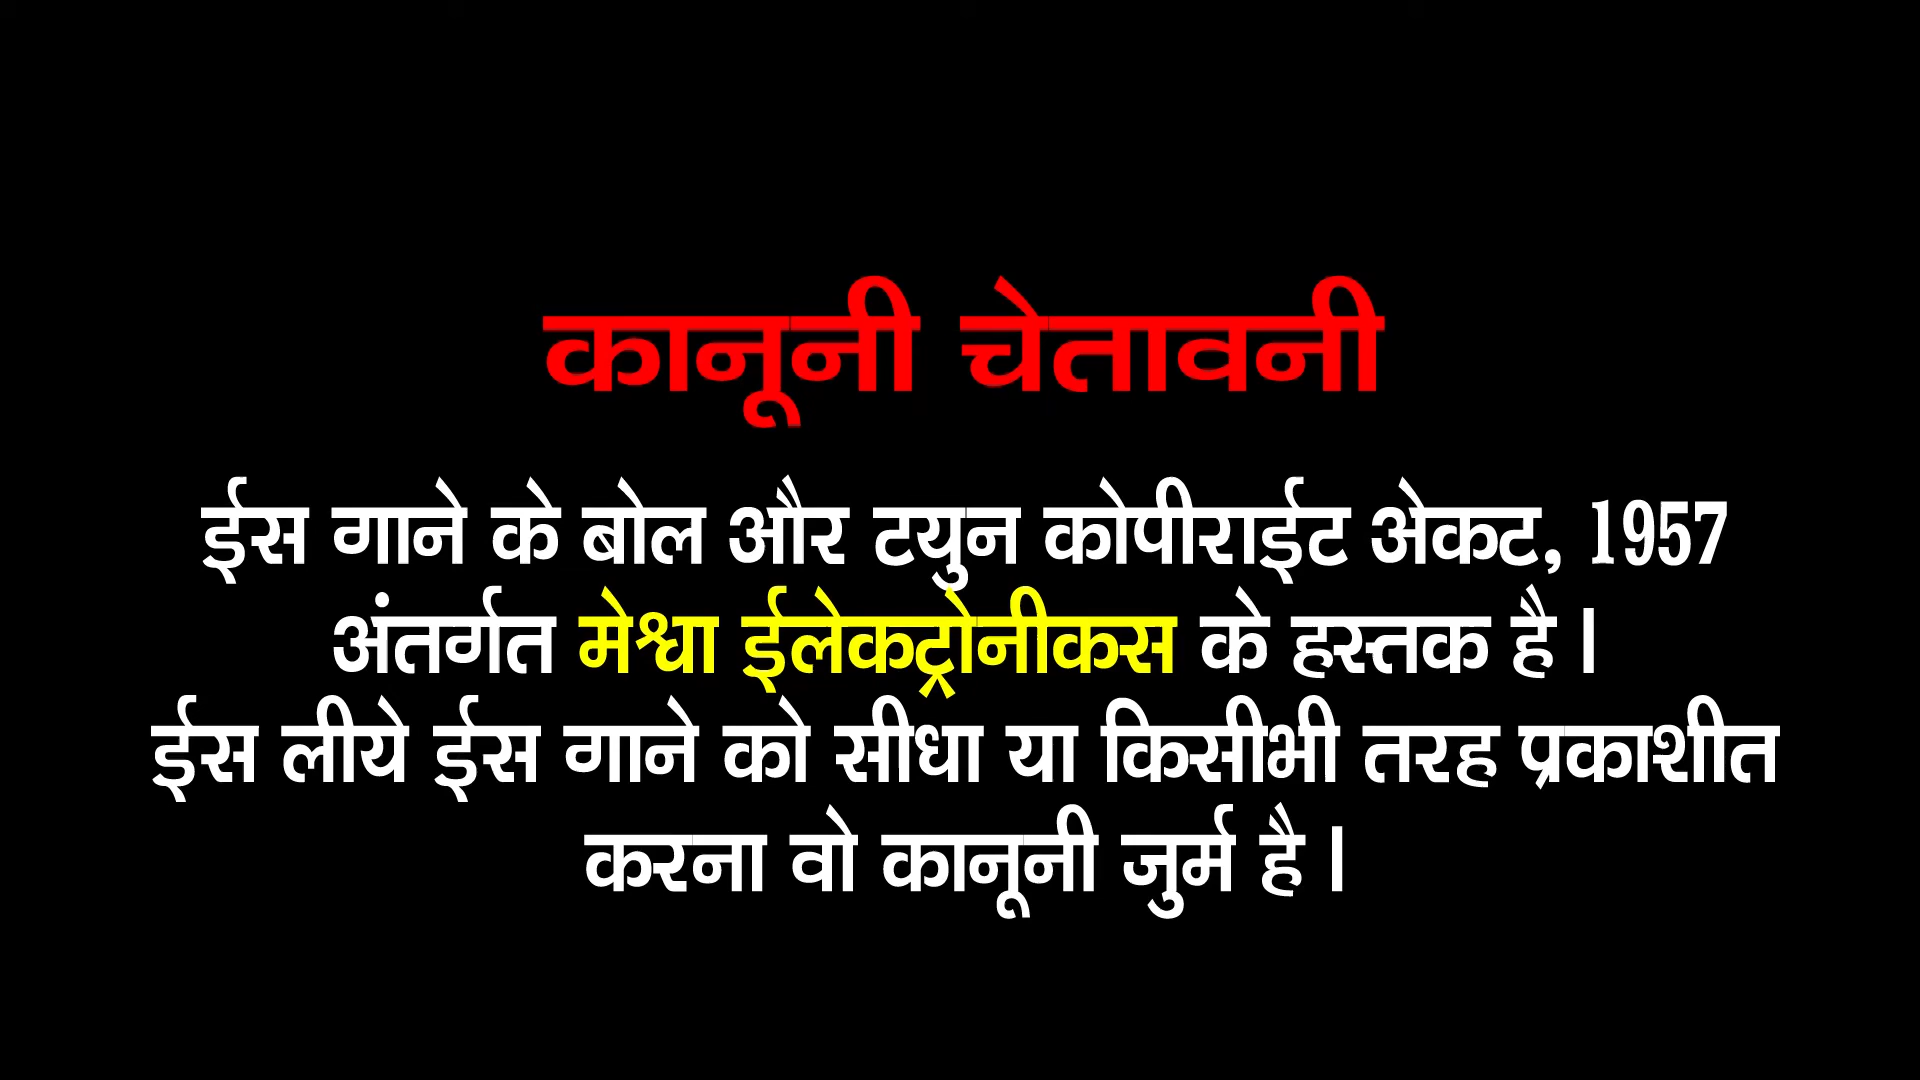 कानूनी चेतावनी
ईस गाने के बोल और टयुन कोपीराईट अेकट, 1957
अंतर्गत मेश्वा ईलेकट्रोनीकस के हस्तक है |
ईस लीये ईस गाने को सीधा या किसीभी तरह प्रकाशीत
करना वो कानूनी जुर्म है |